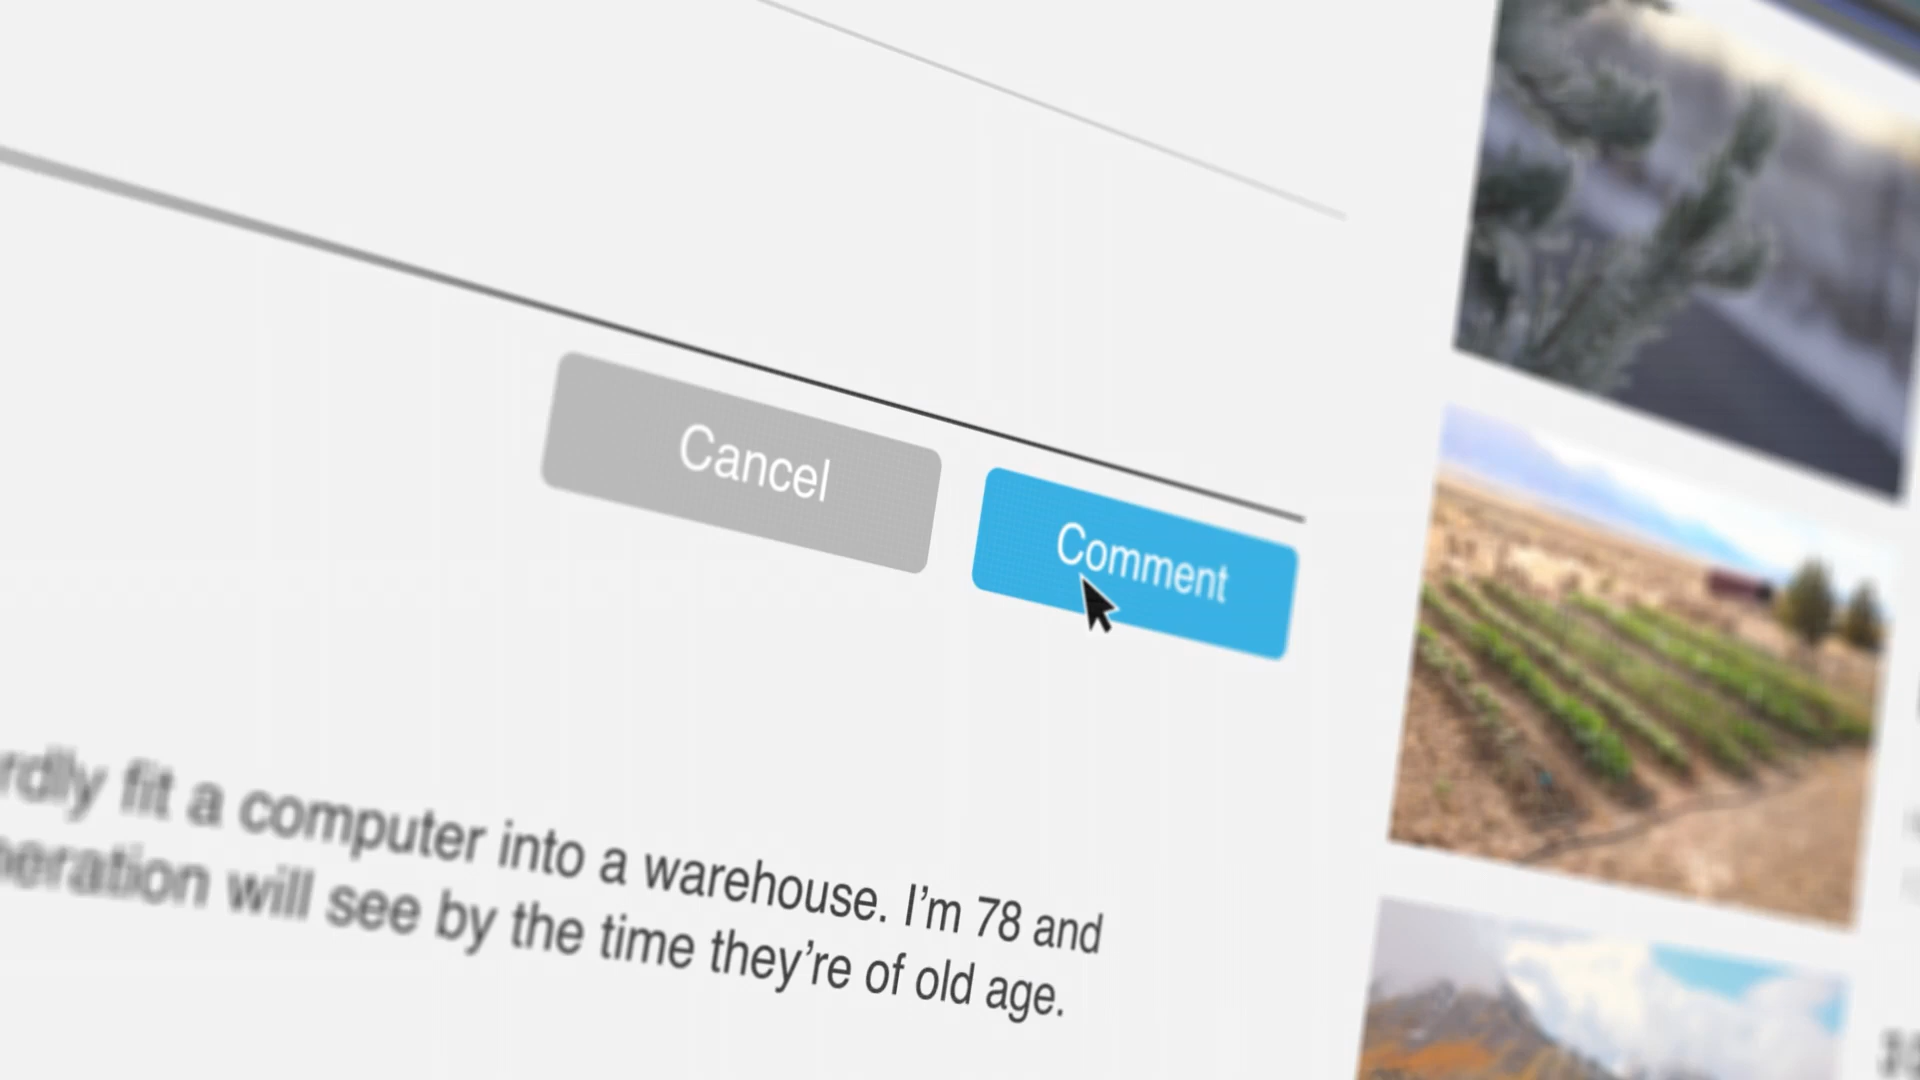 Cancel
Comment
fit a computer into a warehouse. I’m 78 and
will see by the time they’re of old age.